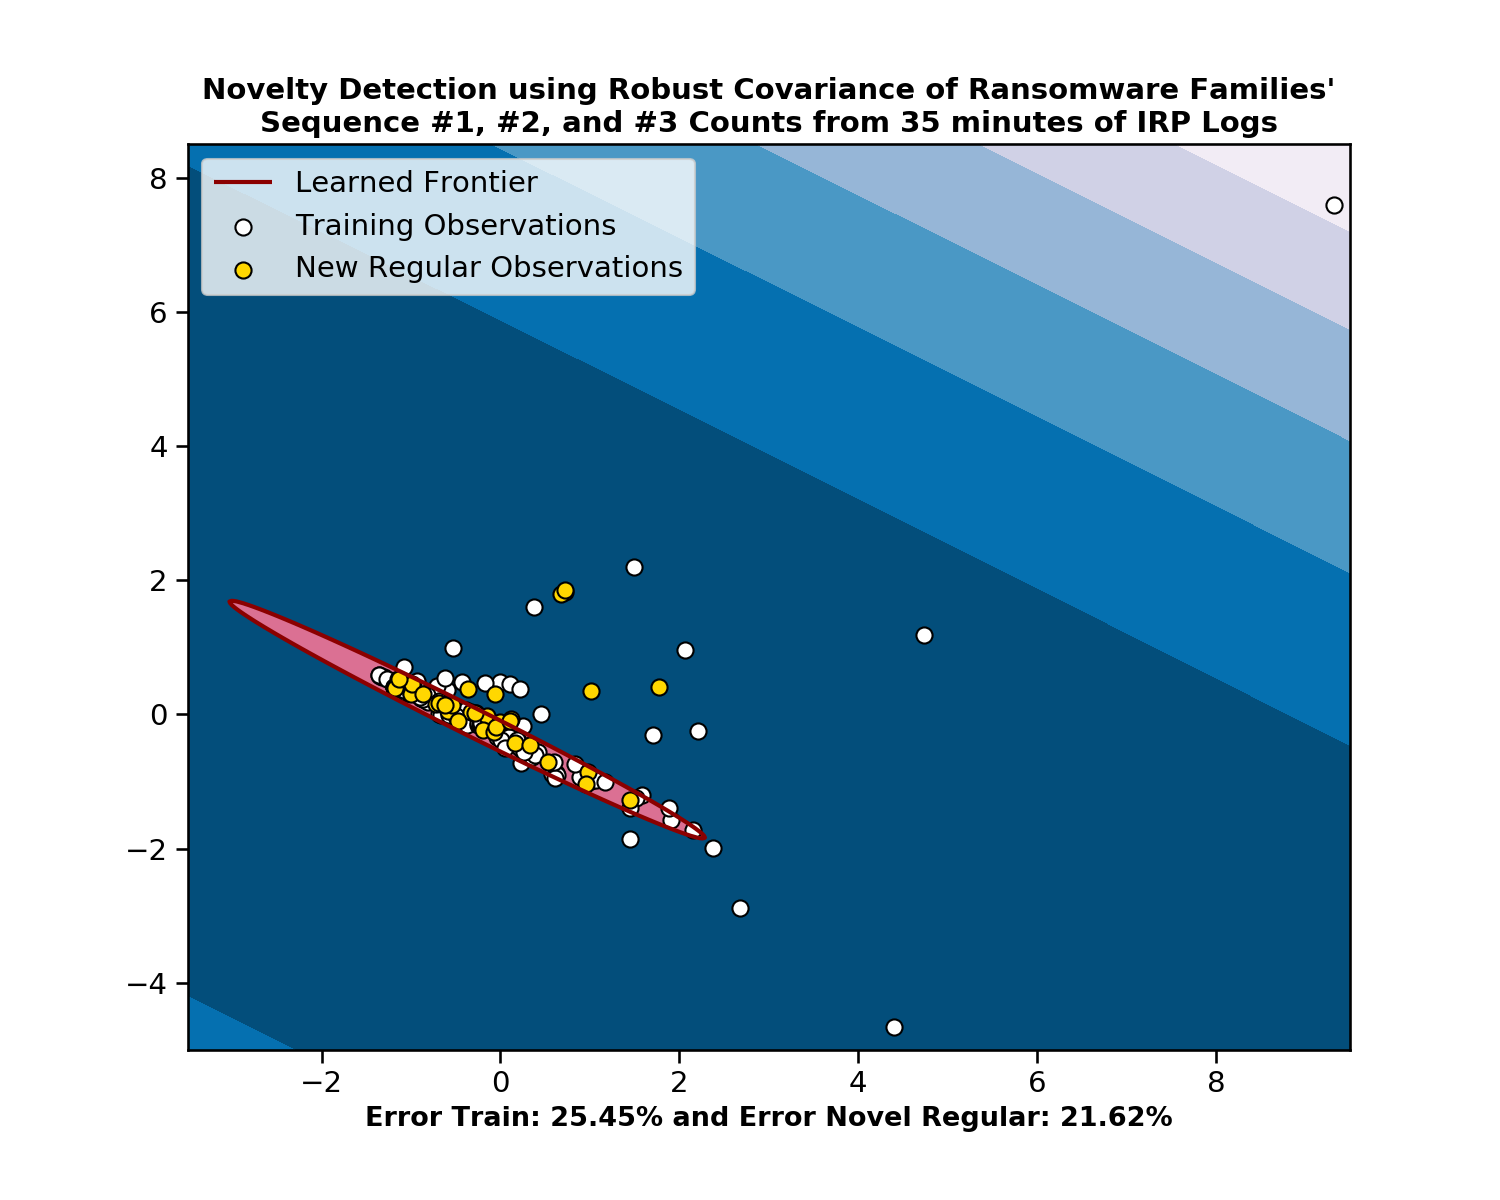 Novelty Detection using Robust Covariance of Ransomware Families'
Sequence #1, #2, and #3 Counts from 35 minutes of IRP Logs
Learned Frontier
Training Observations
New Regular Observations
8
6
4
2
0
−2
−4
−2 0 2 4 6 8
Error Train: 25.45% and Error Novel Regular: 21.62%